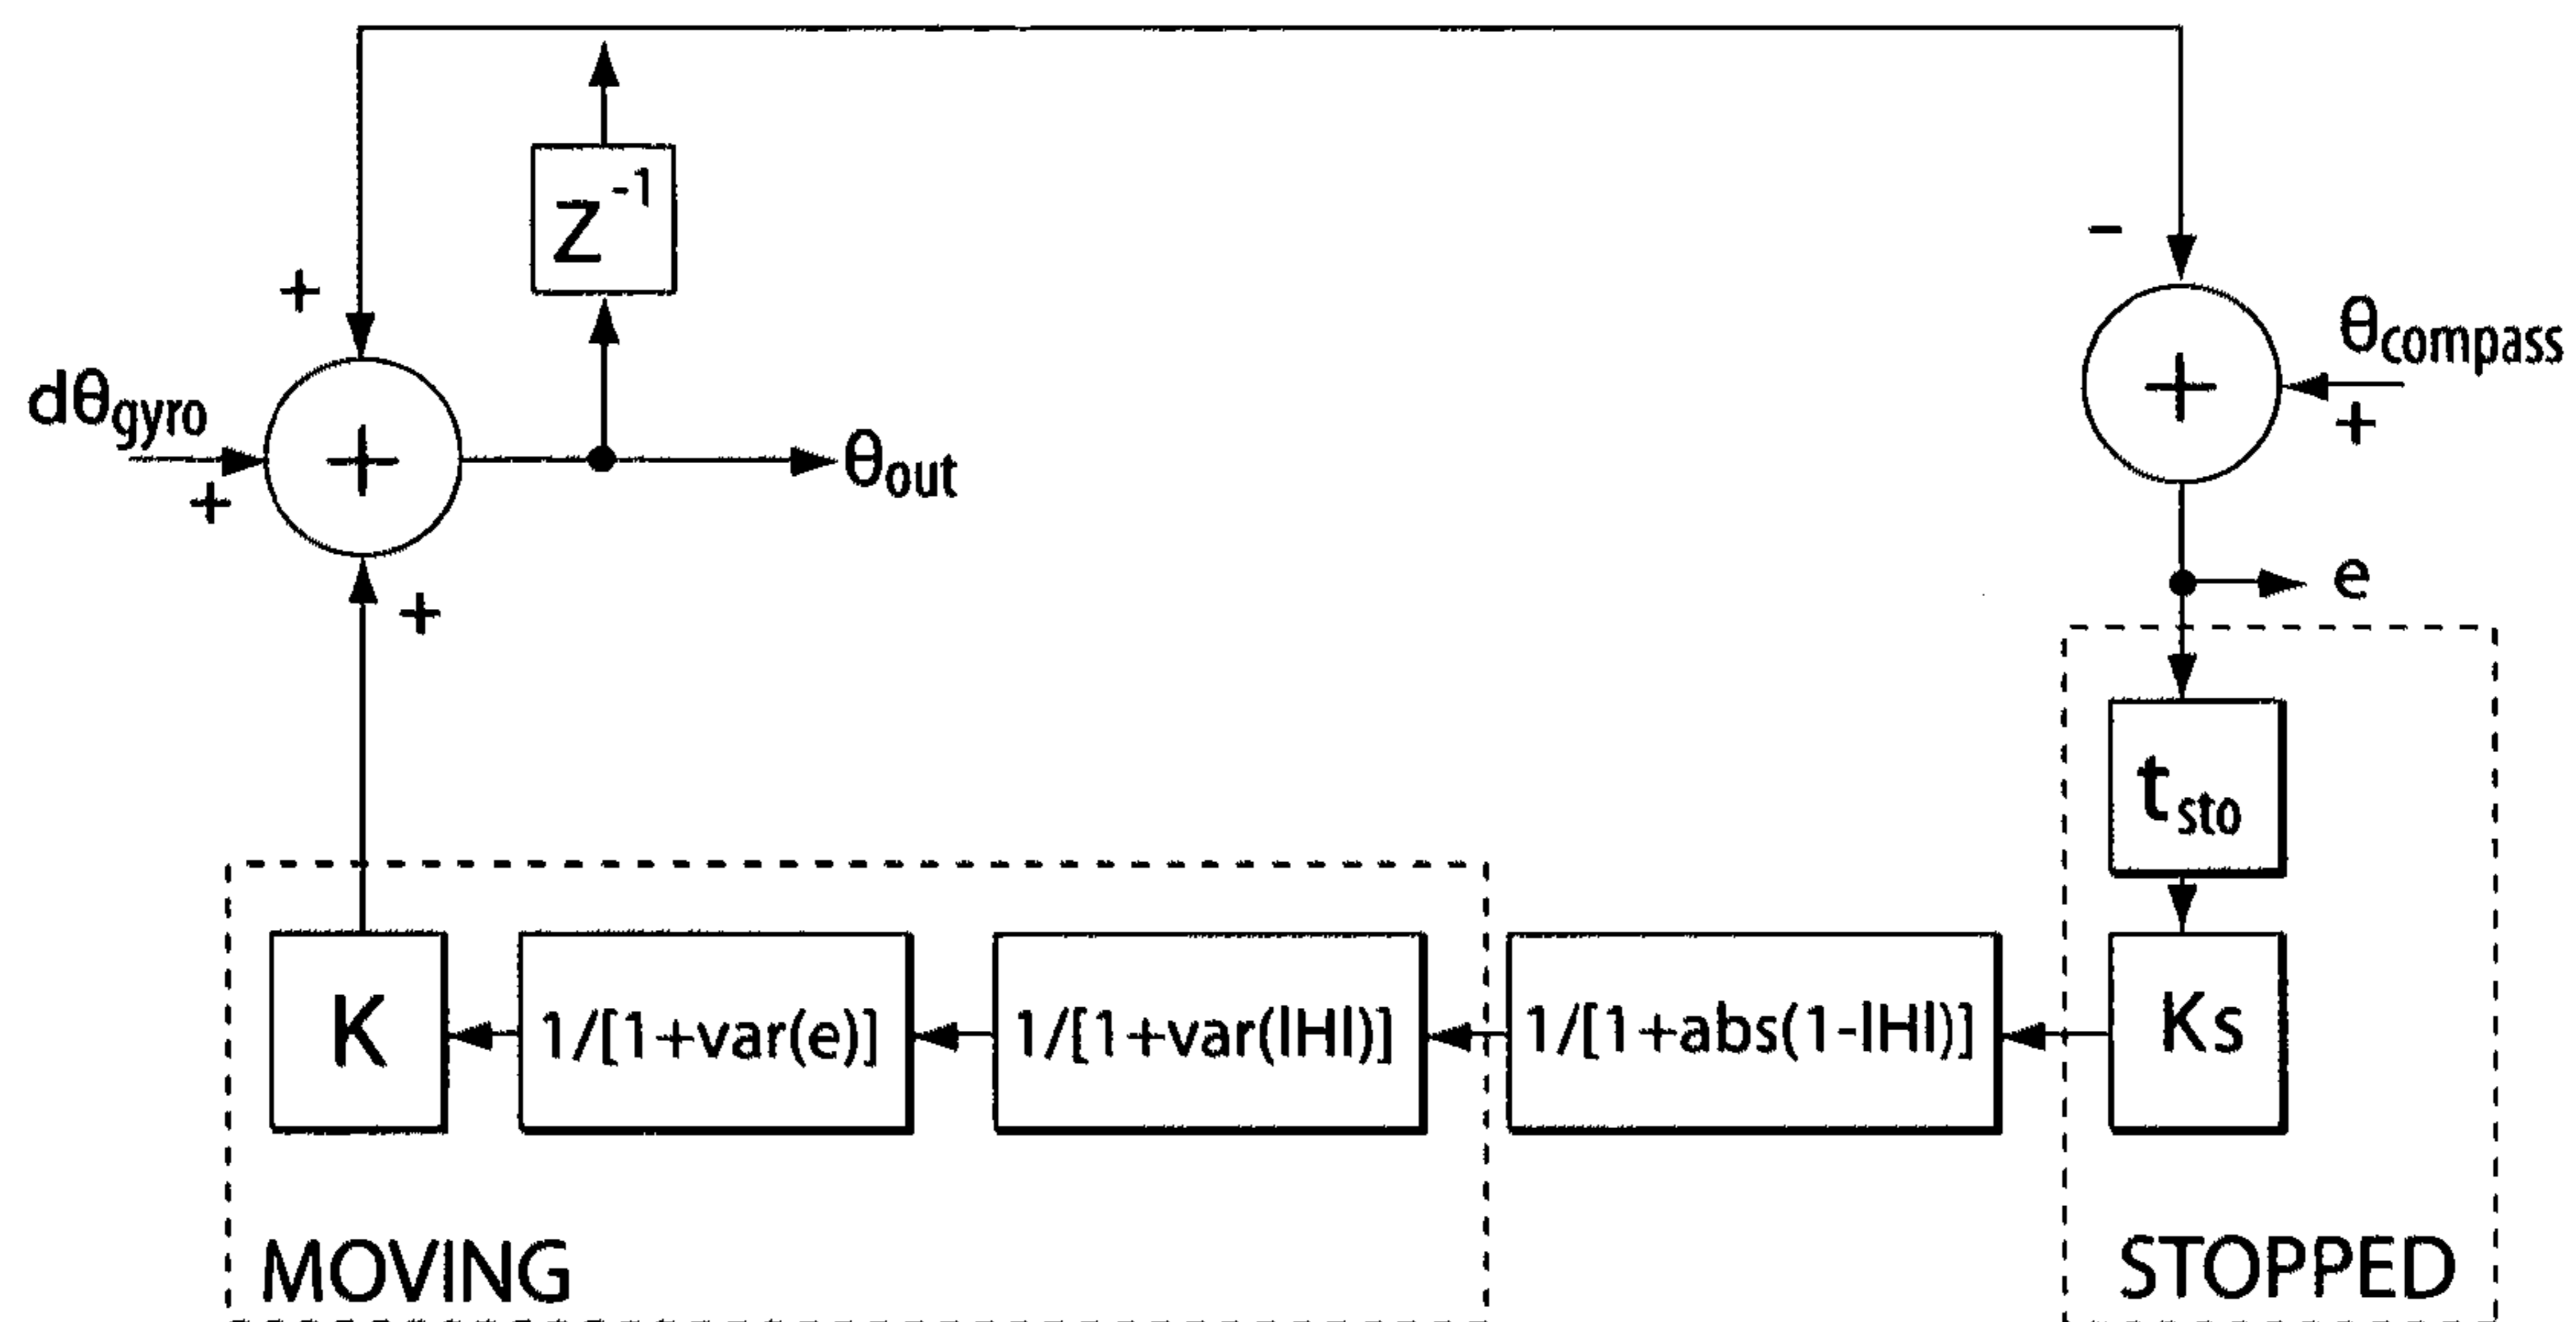 Z⁻¹
−
+
θcompass
+
dθgyro
+
+
+
θout
+
e
tsto
K
1/[1+var(e)]
1/[1+var(|H|)]
1/[1+abs(1-|H|)]
Ks
MOVING
STOPPED